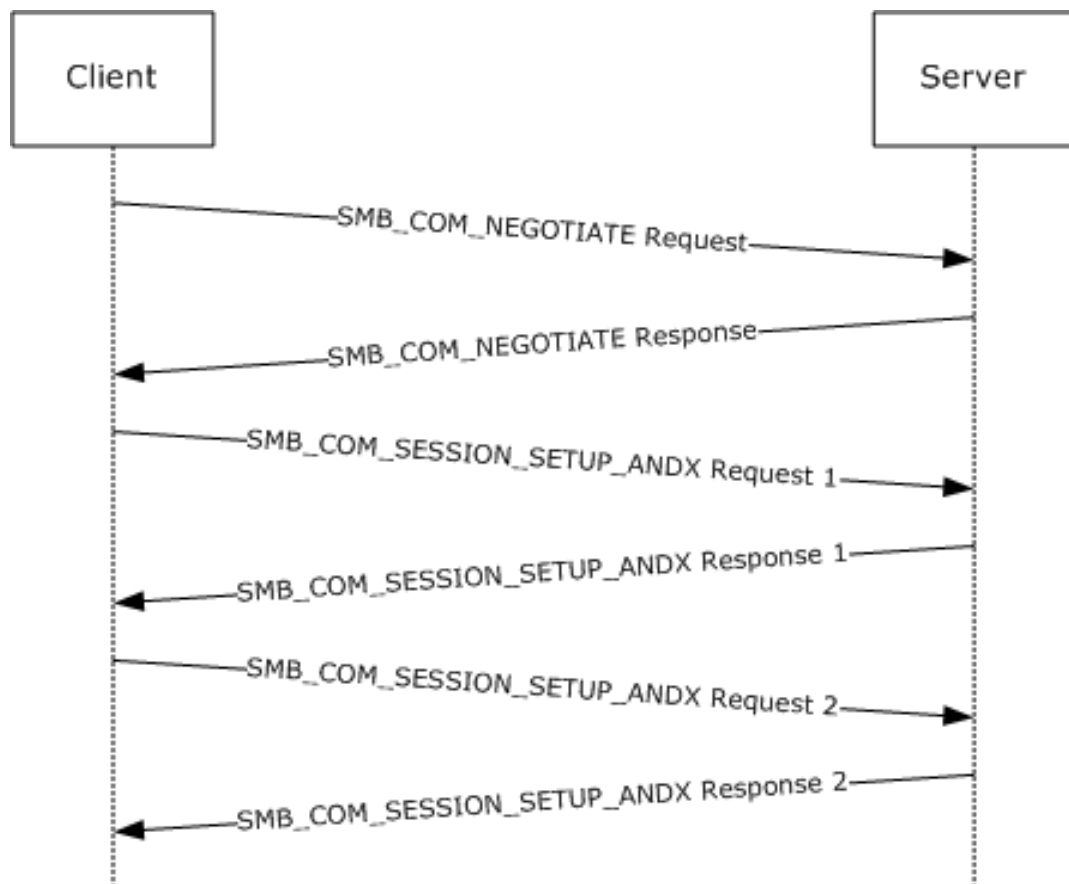 Client
Server
SMB_COM_NEGOTIATE Request
SMB_COM_NEGOTIATE Response
SMB_COM_SESSION_SETUP_ANDX Request 1
SMB_COM_SESSION_SETUP_ANDX Response 1
SMB_COM_SESSION_SETUP_ANDX Request 2
SMB_COM_SESSION_SETUP_ANDX Response 2